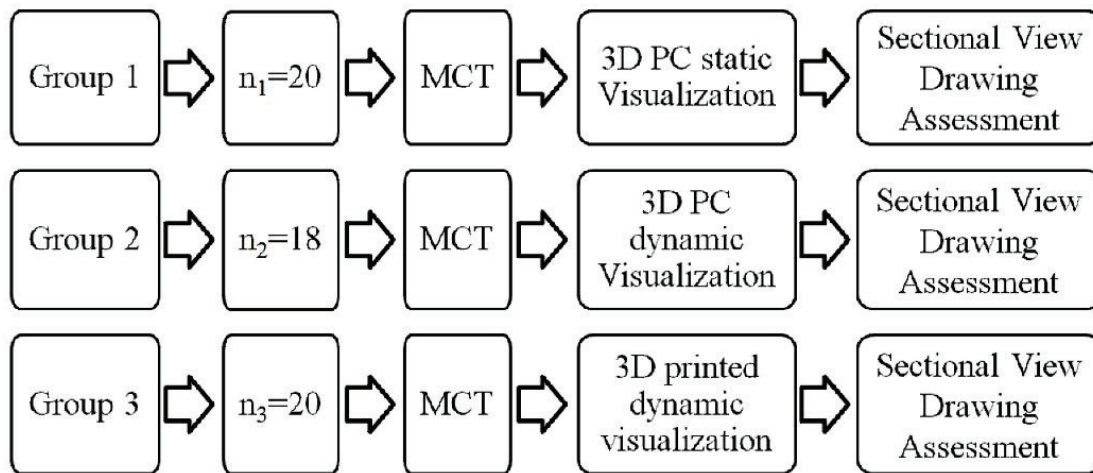 Group 1
n₁=20
MCT
3D PC static
Visualization
Sectional View
Drawing
Assessment
Group 2
n₂=18
MCT
3D PC
dynamic
Visualization
Sectional View
Drawing
Assessment
Group 3
n₃=20
MCT
3D printed
dynamic
visualization
Sectional View
Drawing
Assessment